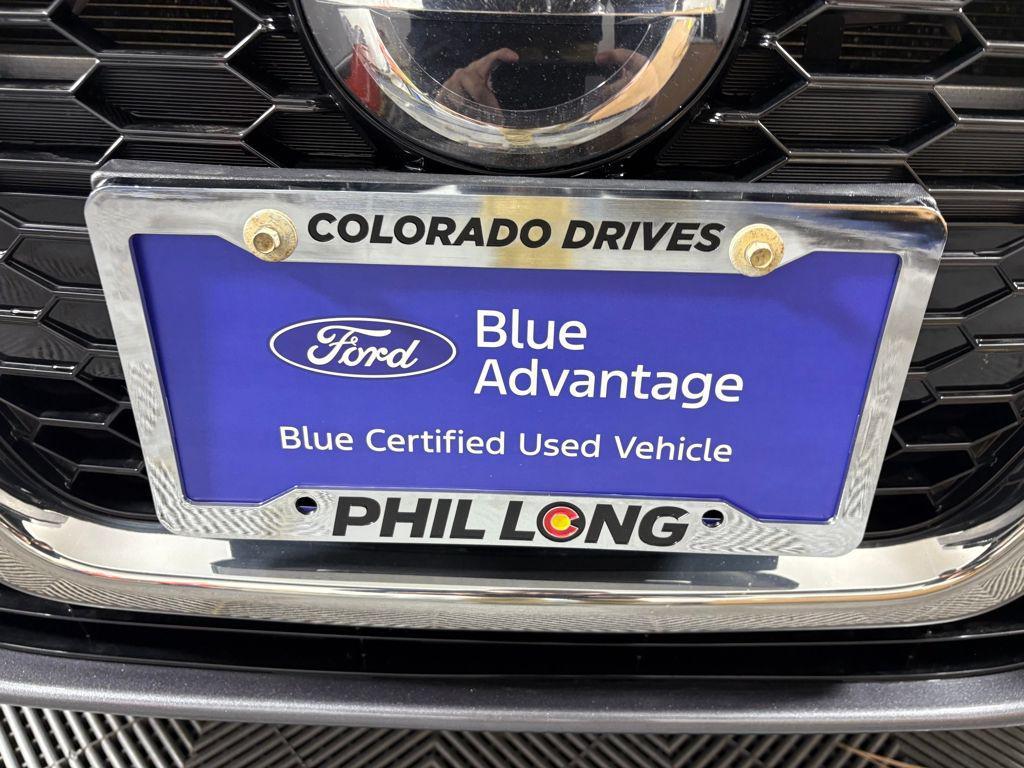 COLORADO DRIVES
Ford
Blue
Advantage
Blue Certified Used Vehicle
PHIL LONG